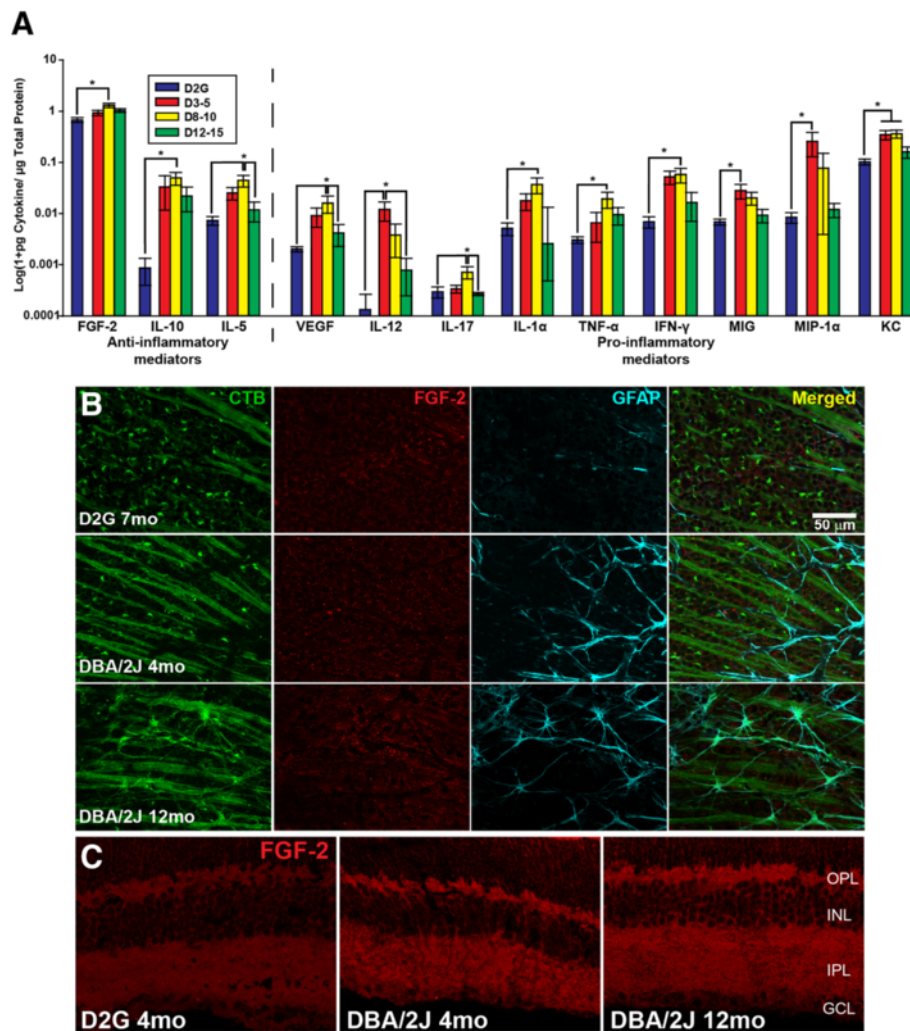 A
Log(1+pg Cytokine/ µg Total Protein)
10
1
0.1
0.01
0.001
0.0001
D2G
D3-5
D8-10
D12-15
* * * * * * * * * * * *
FGF-2 IL-10 IL-5 VEGF IL-12 IL-17 IL-1α TNF-α IFN-γ MIG MIP-1α KC
Anti-inflammatory
mediators
Pro-inflammatory
mediators
B
CTB FGF-2 GFAP Merged
D2G 7mo
50 µm
DBA/2J 4mo
DBA/2J 12mo
C
FGF-2
OPL
INL
IPL
GCL
D2G 4mo DBA/2J 4mo DBA/2J 12mo